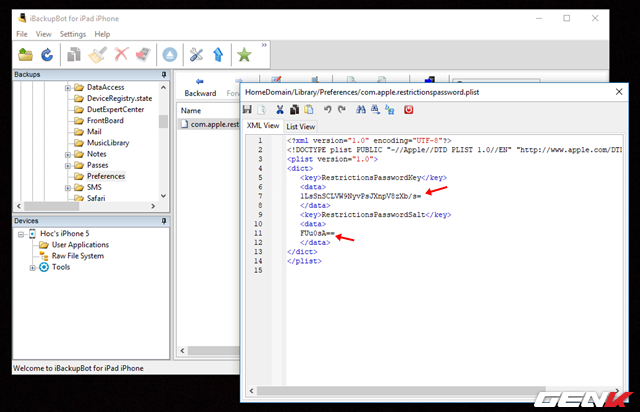 iBackupBot for iPad iPhone
File View Settings Help
Backups
DataAccess
DeviceRegistry.state
DuetExpertCenter
FrontBoard
Mail
MusicLibrary
Notes
Passes
Preferences
SMS
Safari
Devices
Hoc's iPhone 5
User Applications
Raw File System
Tools
Welcome to iBackupBot for iPad iPhone
Backward
Name
com.apple.rest
HomeDomain/Library/Preferences/com.apple.restrictionspassword.plist
XML View List View
1 <?xml version="1.0" encoding="UTF-8"?>
2 <!DOCTYPE plist PUBLIC "-//Apple//DTD PLIST 1.0//EN" "http://www.apple.com/DT
3 <plist version="1.0">
4 <dict>
5 <key>RestrictionsPasswordKey</key>
6 <data>
7 1LsSnSCLVW9NyvPsJXnpV8zXb/s=
8 </data>
9 <key>RestrictionsPasswordSalt</key>
10 <data>
11 FUu0sA==
12 </data>
13 </dict>
14 </plist>
15
GENK